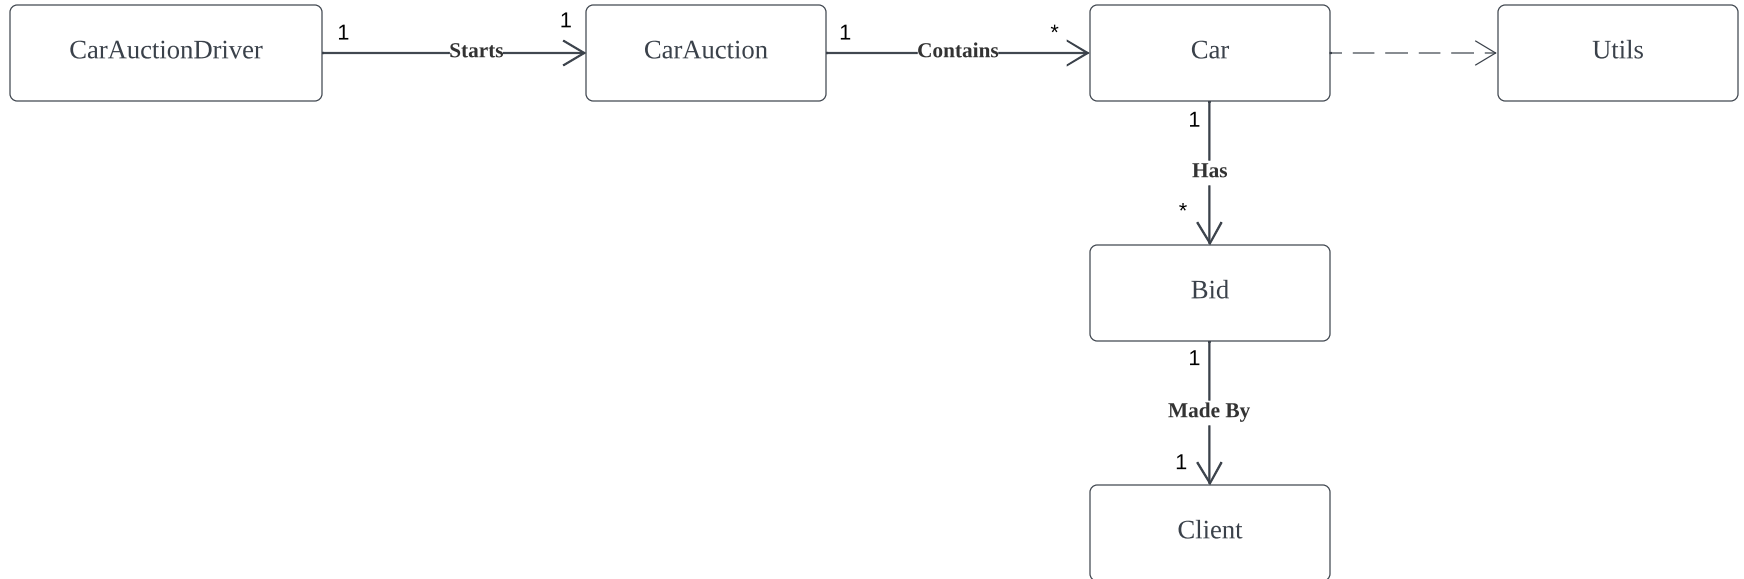 CarAuctionDriver
1
Starts
1
CarAuction
1
Contains
*
Car
Utils
1
Has
*
Bid
1
Made By
1
Client